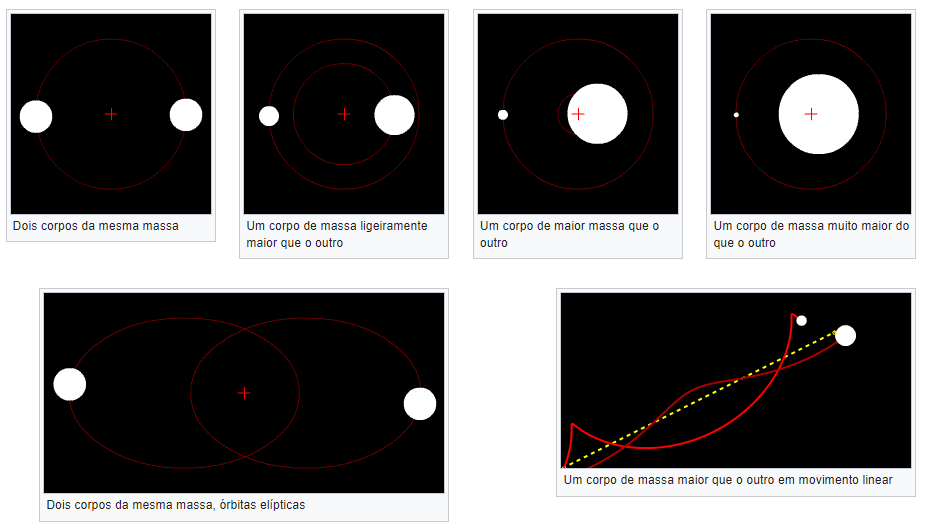 Dois corpos da mesma massa
Um corpo de massa ligeiramente
maior que o outro
Um corpo de maior massa que o
outro
Um corpo de massa muito maior do
que o outro
Dois corpos da mesma massa, órbitas elípticas
Um corpo de massa maior que o outro em movimento linear